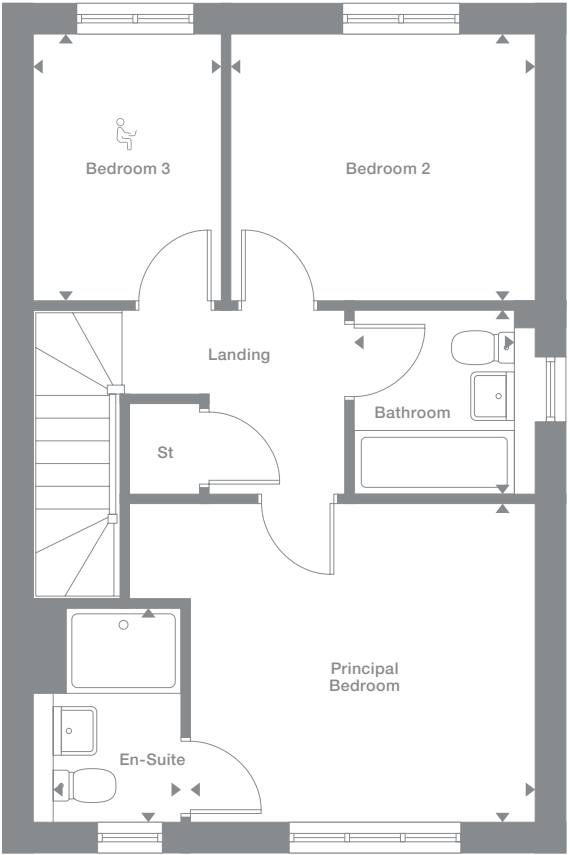 Bedroom 3
Bedroom 2
Landing
Bathroom
St
Principal
Bedroom
En-Suite